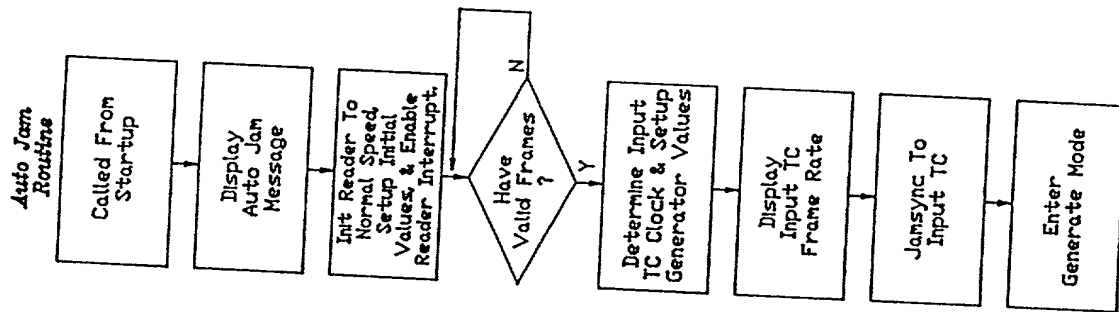 Auto Jam
Routine
Called From
Startup
Display
Auto Jam
Message
Init Reader To
Normal Speed,
Setup Initial
Values, & Enable
Reader Interrupt.
Have
Valid Frames
?
N
Y
Determine Input
TC Clock & Setup
Generator Values
Display
Input TC
Frame Rate
Jamsync To
Input TC
Enter
Generate Mode